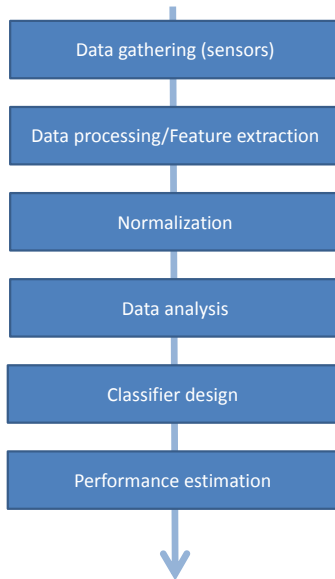 Data gathering (sensors)
Data processing/Feature extraction
Normalization
Data analysis
Classifier design
Performance estimation